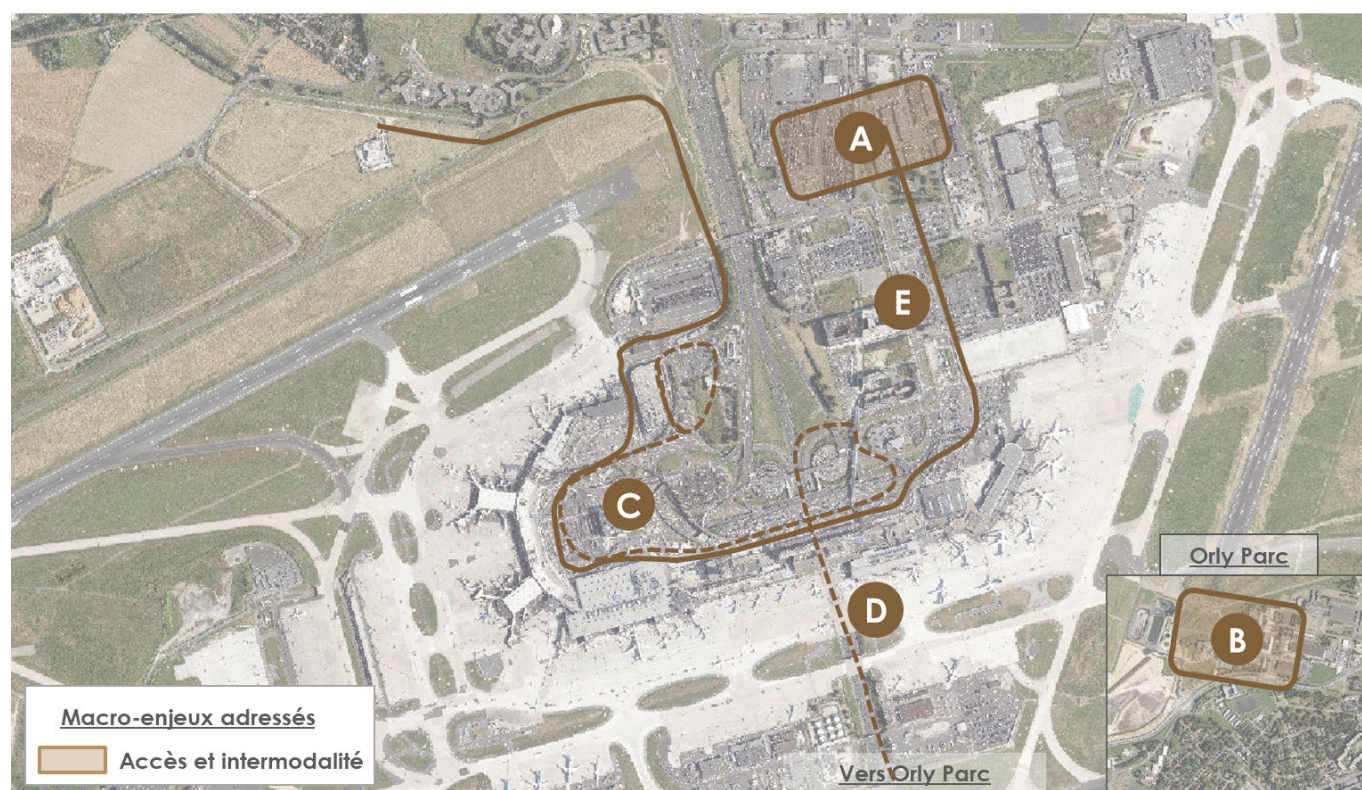 A
E
C
D
Orly Parc
B
Macro-enjeux adressés
Accès et intermodalité
Vers Orly Parc